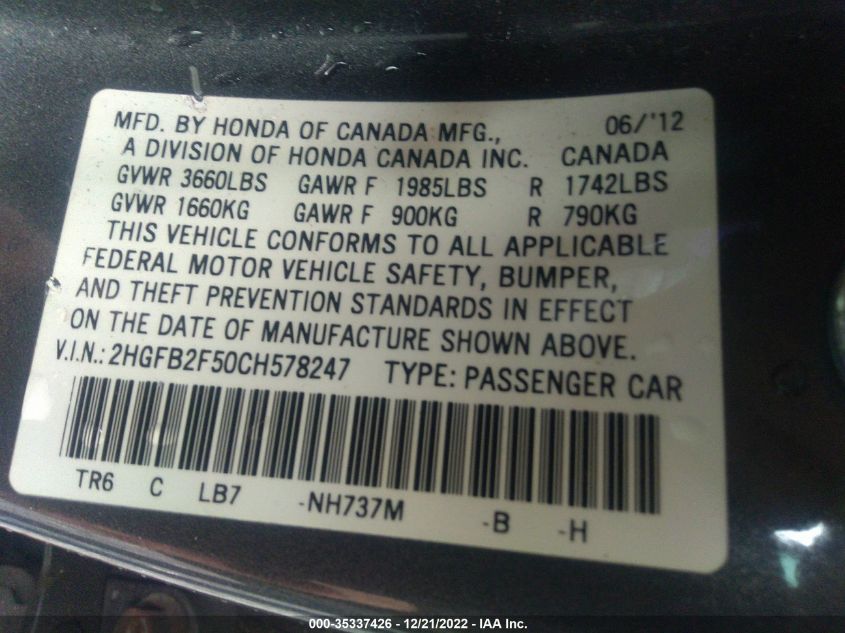 MFD. BY HONDA OF CANADA MFG., 06/'12
A DIVISION OF HONDA CANADA INC. CANADA
GVWR 3660LBS GAWR F 1985LBS R 1742LBS
GVWR 1660KG GAWR F 900KG R 790KG
THIS VEHICLE CONFORMS TO ALL APPLICABLE
FEDERAL MOTOR VEHICLE SAFETY, BUMPER,
AND THEFT PREVENTION STANDARDS IN EFFECT
ON THE DATE OF MANUFACTURE SHOWN ABOVE.
V.I.N.: 2HGFB2F50CH578247 TYPE: PASSENGER CAR
TR6 C LB7 -NH737M -B -H
000-35337426 - 12/21/2022 - IAA Inc.